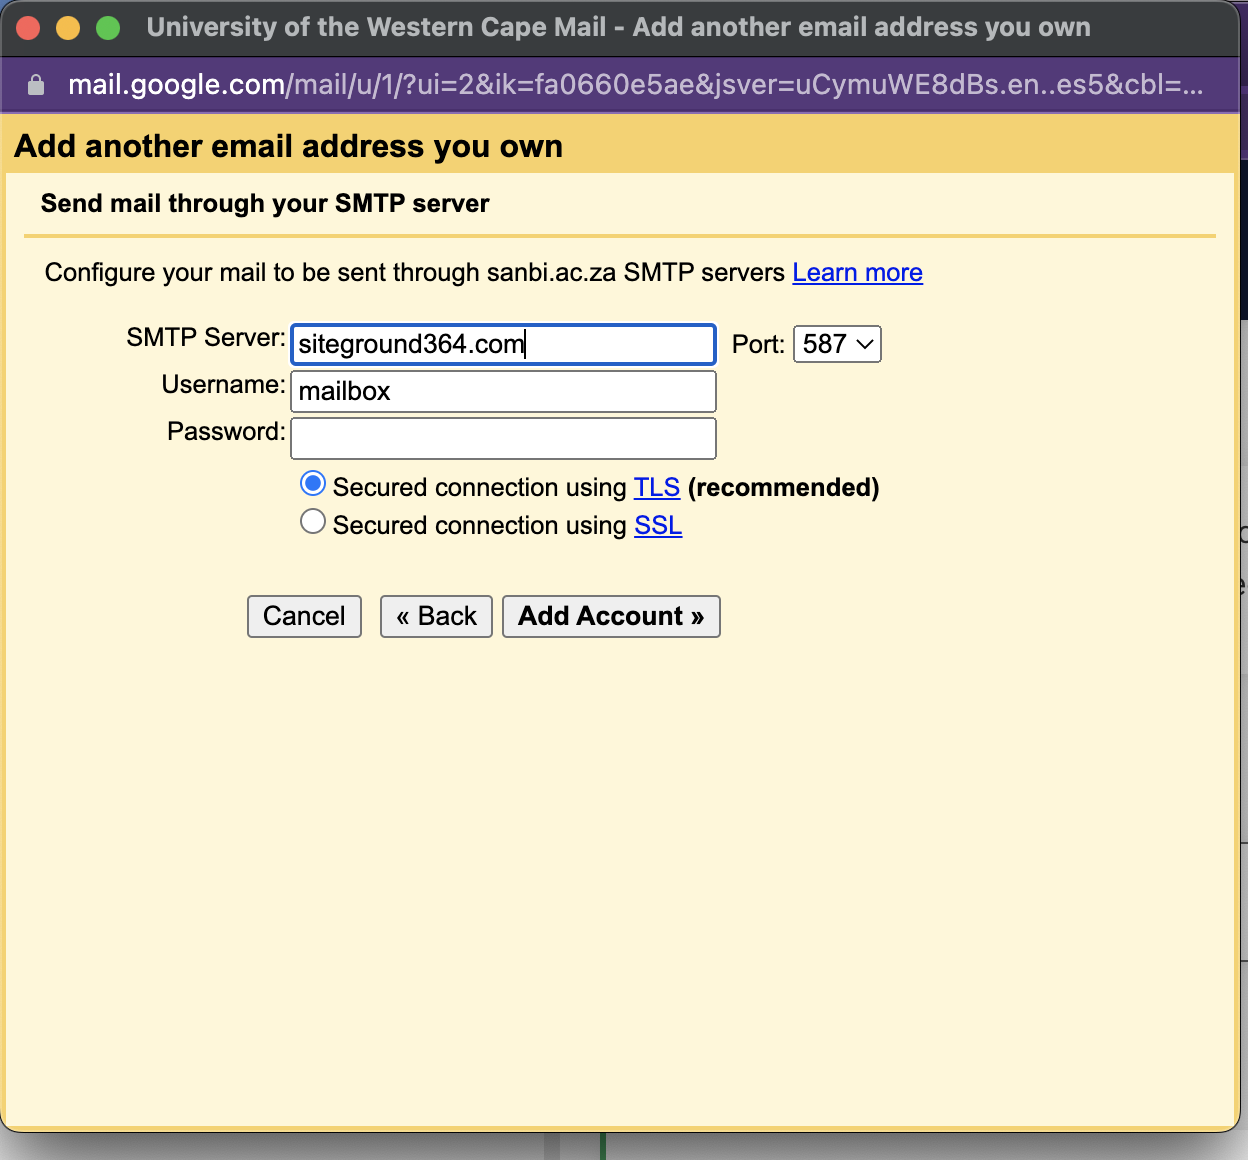 University of the Western Cape Mail - Add another email address you own
mail.google.com/mail/u/1/?ui=2&ik=fa0660e5ae&jsver=uCymuWE8dBs.en..es5&cbl=...
Add another email address you own
Send mail through your SMTP server
Configure your mail to be sent through sanbi.ac.za SMTP servers Learn more
SMTP Server: siteground364.com Port: 587
Username: mailbox
Password:
Secured connection using TLS (recommended)
Secured connection using SSL
Cancel « Back Add Account »